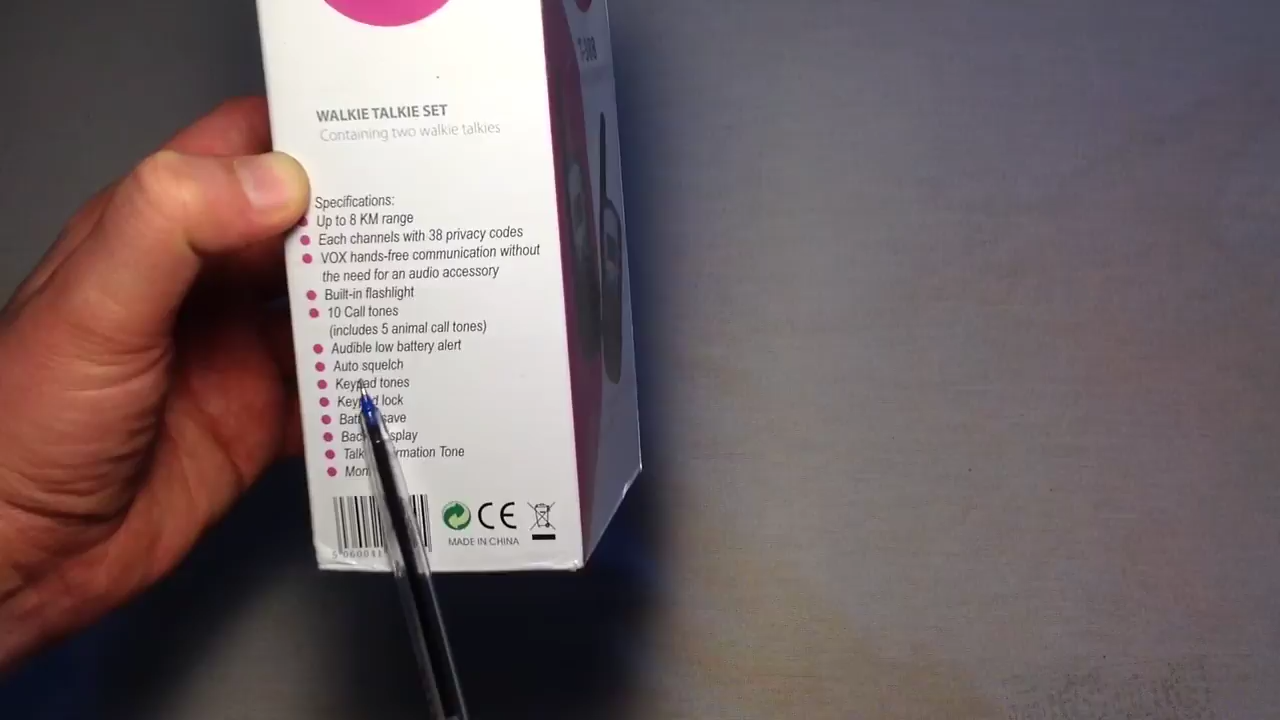 WALKIE TALKIE SET
Containing two walkie talkies
Specifications:
Up to 8 KM range
Each channels with 38 privacy codes
VOX hands-free communication without
the need for an audio accessory
Built-in flashlight
10 Call tones
(includes 5 animal call tones)
Audible low battery alert
Auto squelch
Keypad tones
Keypad lock
save
Talk Tone
CE
MADE IN CHINA